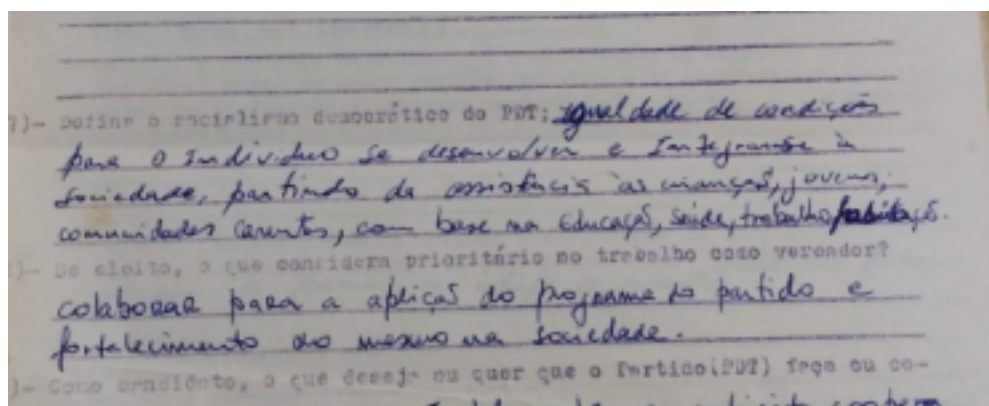 7)- Define o socialismo democrático do PDT: Igualdade de condições
para o Individuo se desenvolver e Integrar-se à
sociedade, partindo da assistência às crianças, jovens,
comunidades carentes, com base na Educaçã, saúde, trabalho, habitaçã.
)- Se eleito, o que considera prioritário no trabalho como vereador?
colaborar para a aplicaçã do programa do partido e
fortalecimento do mesmo na sociedade.
)- Como candidato, o que deseja ou quer que o Partido(PDT) faça ou co-